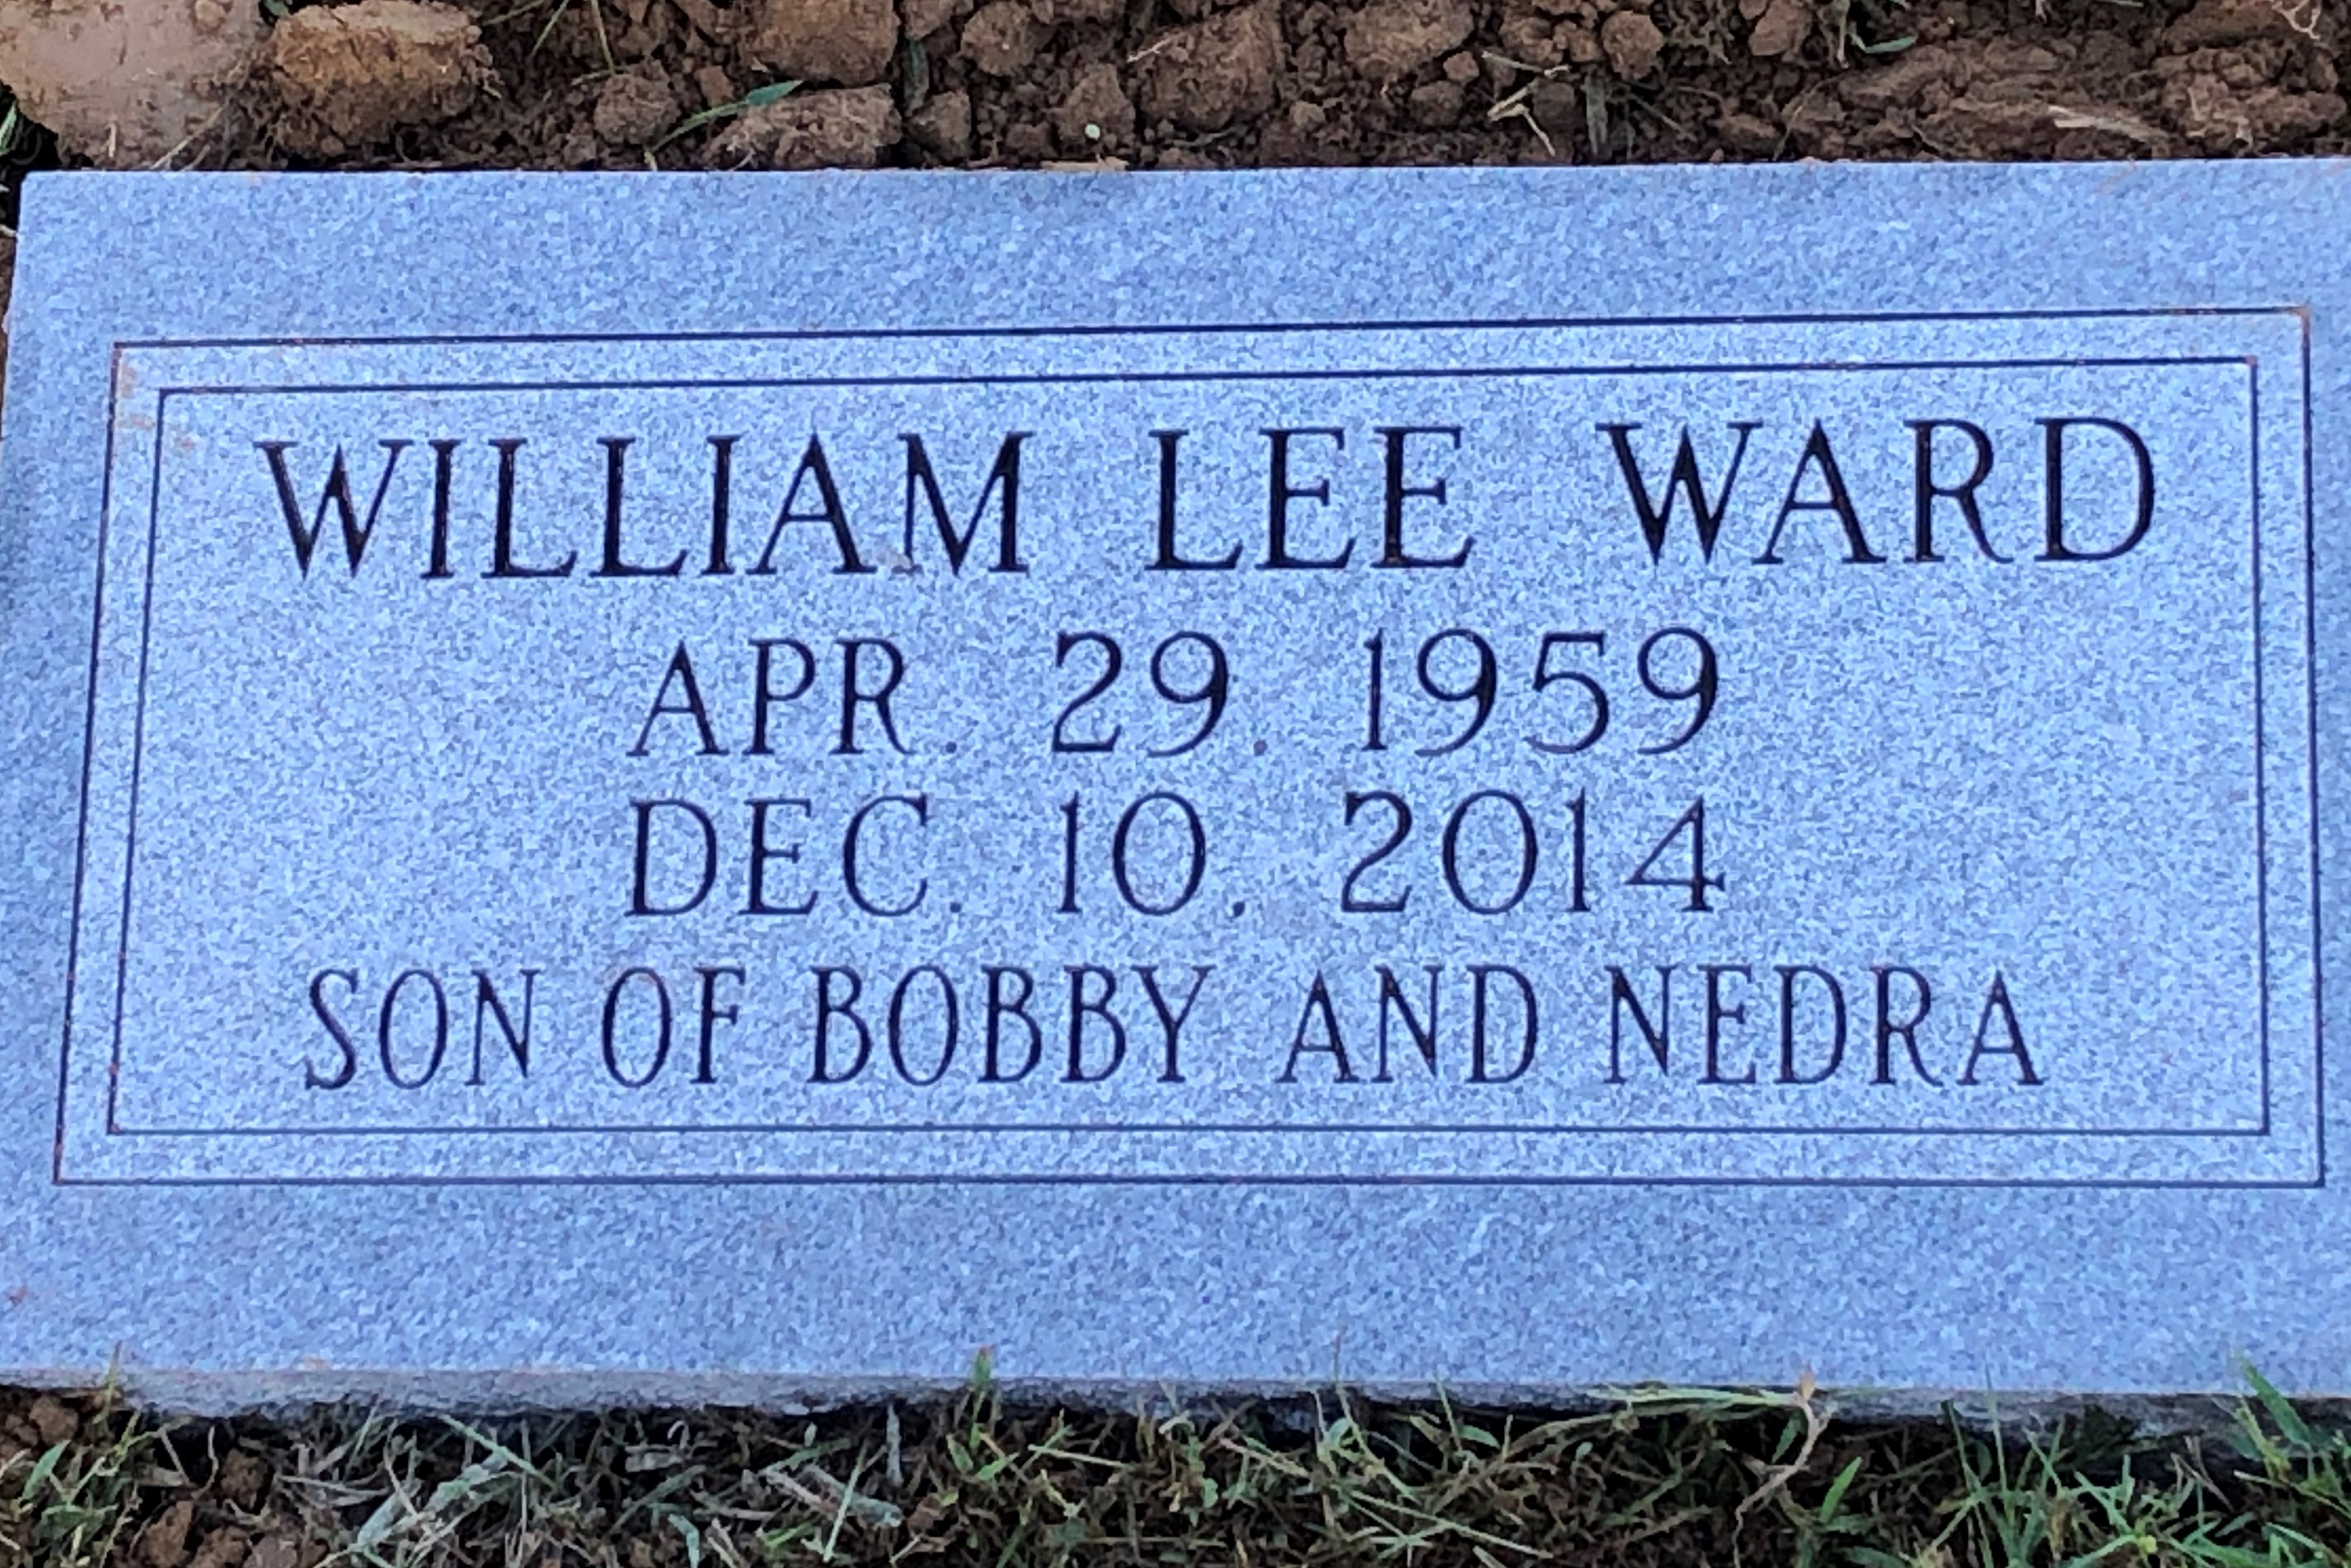 WILLIAM LEE WARD
APR. 29, 1959
DEC. 10, 2014
SON OF BOBBY AND NEDRA